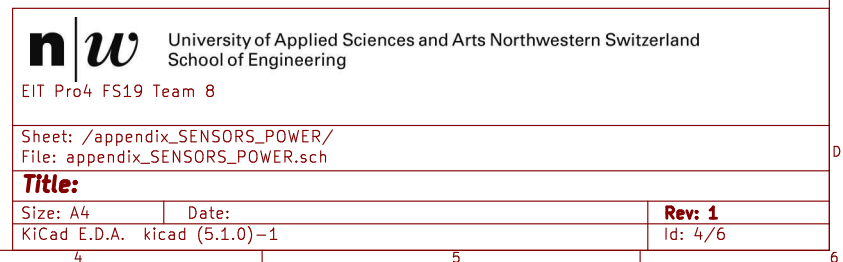 n|w University of Applied Sciences and Arts Northwestern Switzerland
School of Engineering
EIT Pro4 FS19 Team 8
Sheet: /appendix_SENSORS_POWER/
File: appendix_SENSORS_POWER.sch
D
Title:
Size: A4 Date: Rev: 1
KiCad E.D.A. kicad (5.1.0)-1 Id: 4/6
4 5 6